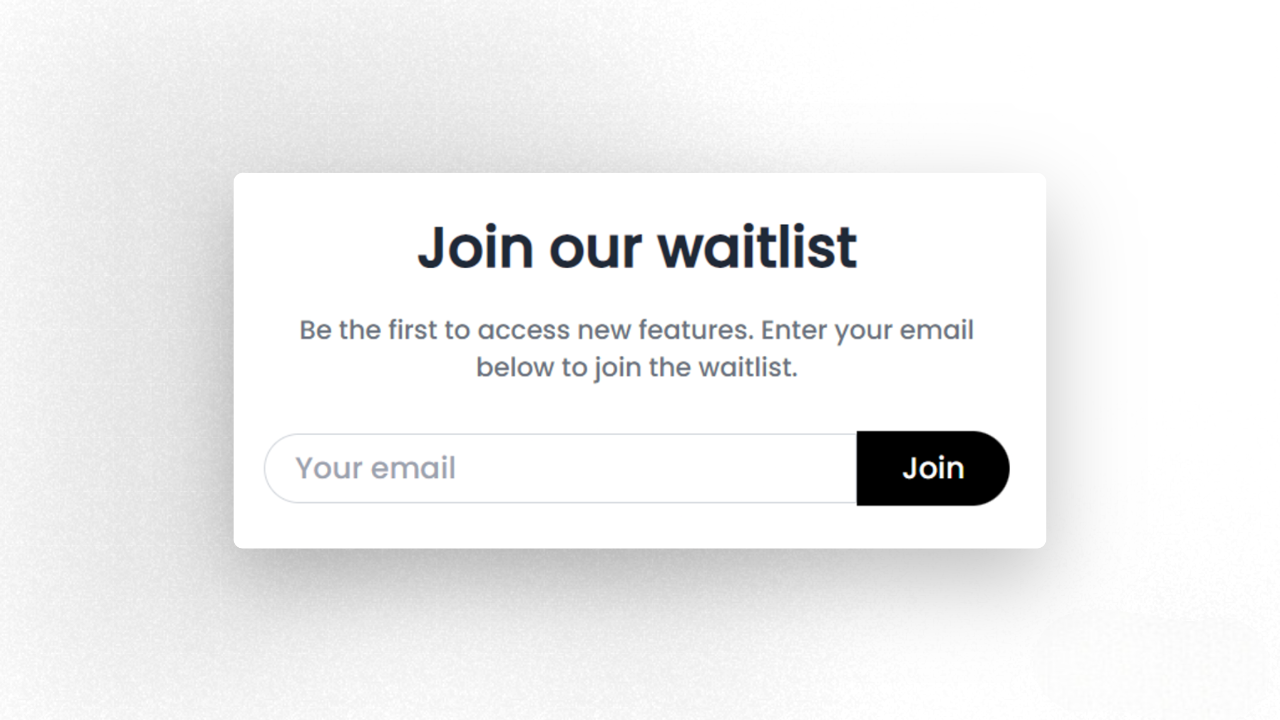 Join our waitlist
Be the first to access new features. Enter your email
below to join the waitlist.
Your email
Join